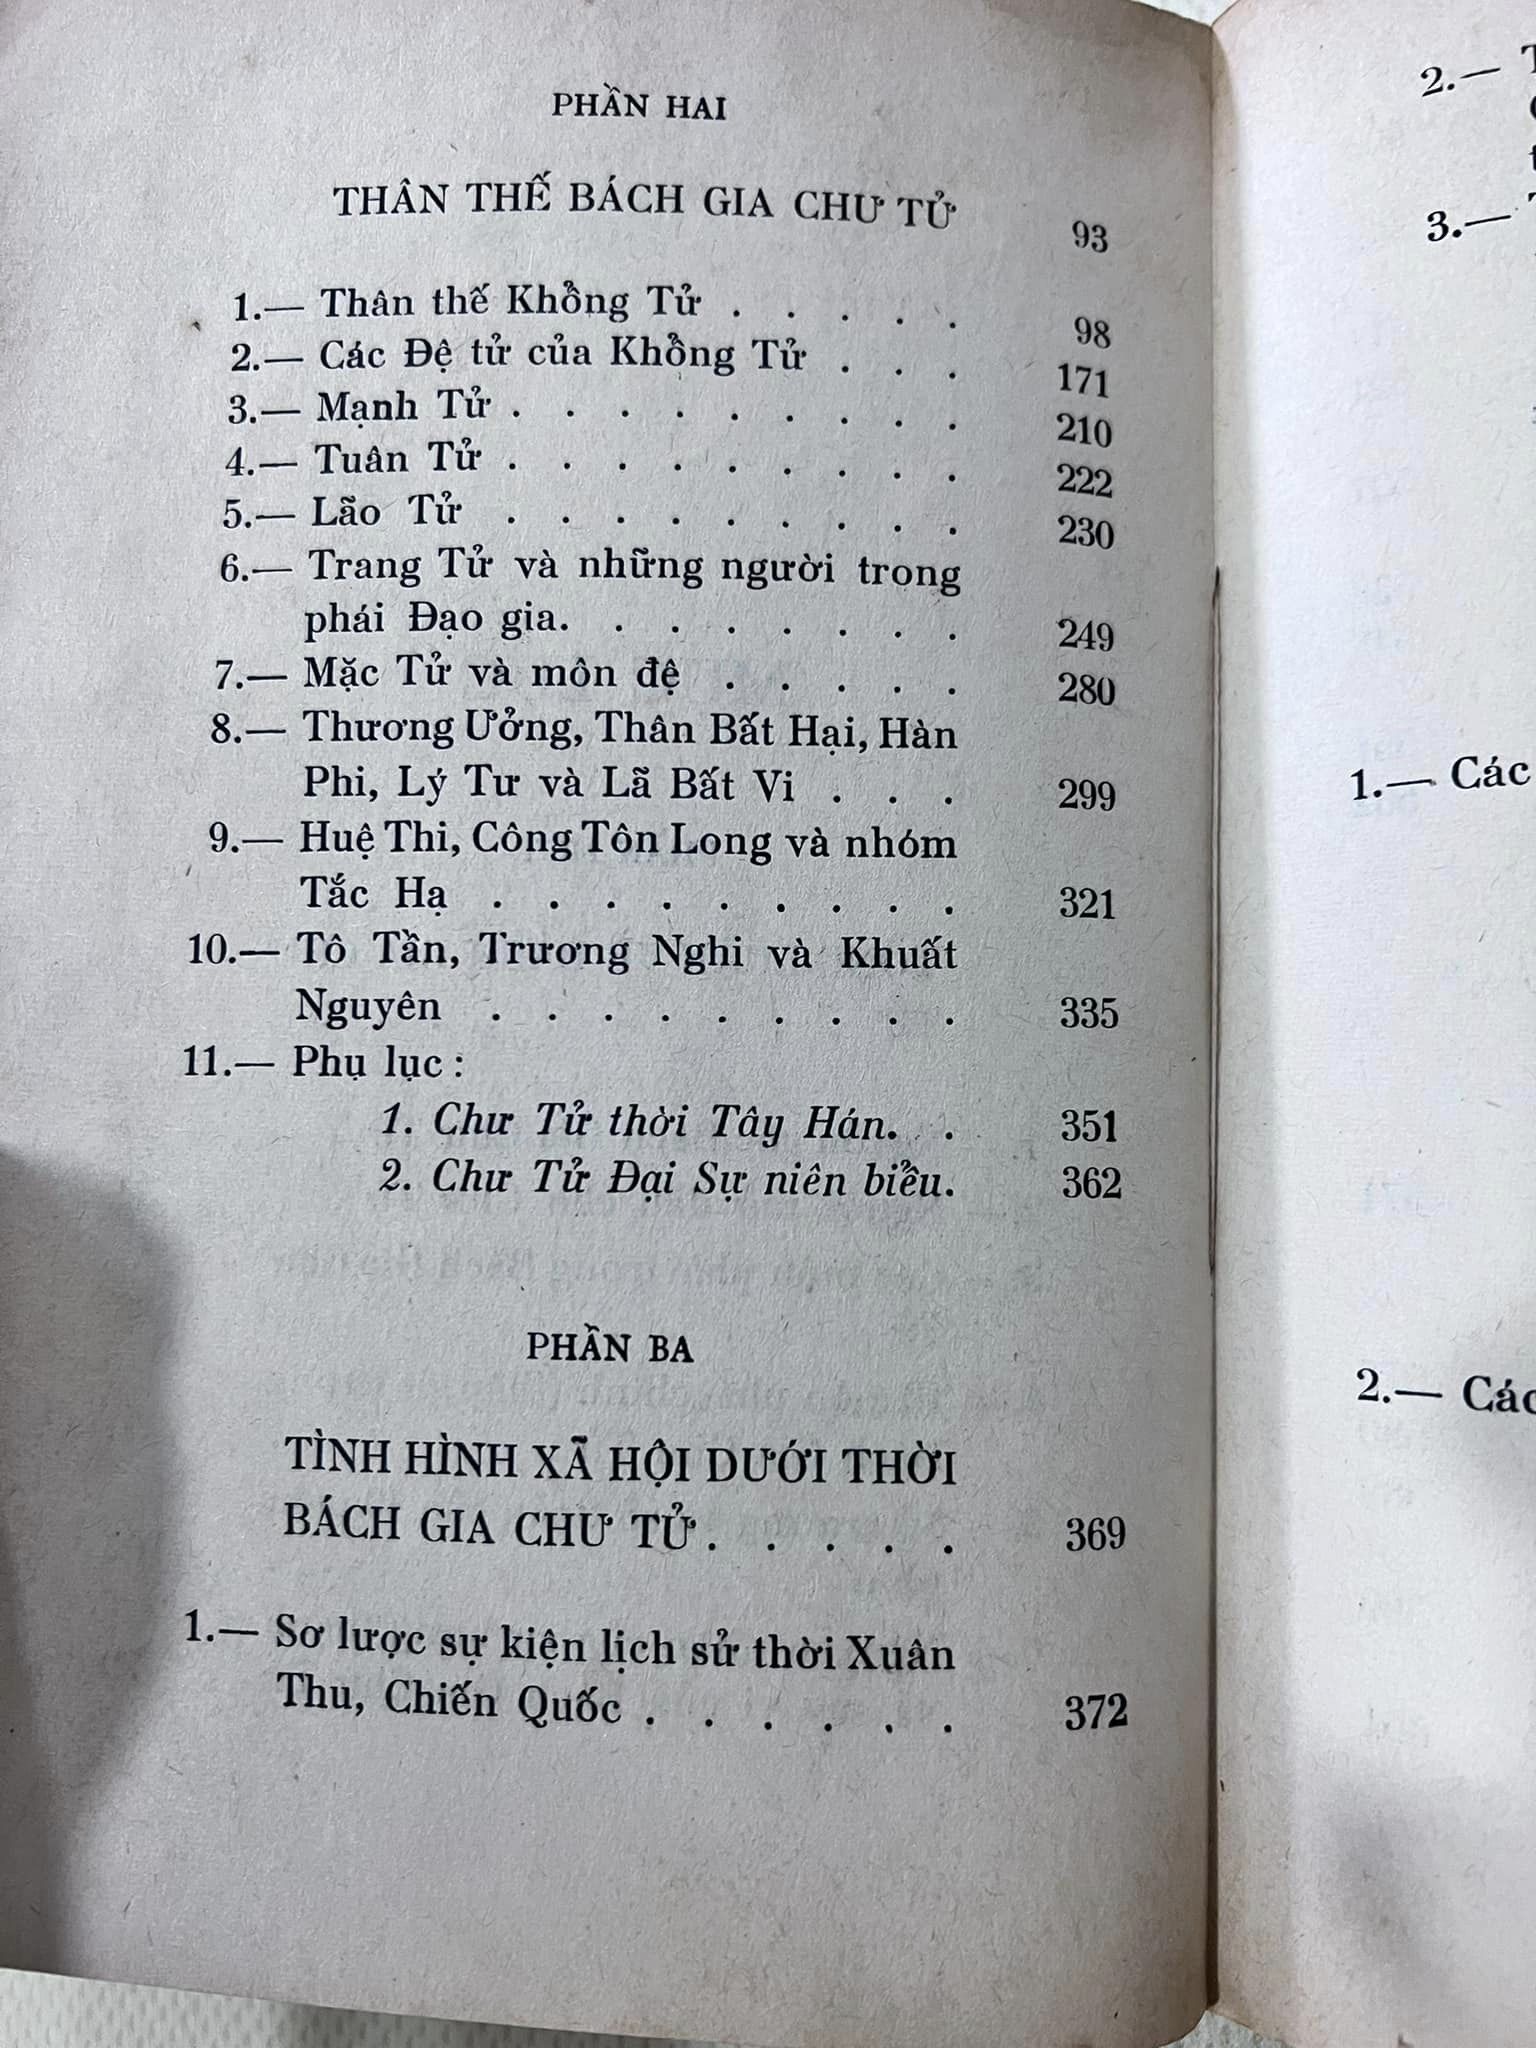 PHẦN HAI
THÂN THẾ BÁCH GIA CHƯ TỬ 93
1.— Thân thế Khổng Tử . . . . . 98
2.— Các Đệ tử của Khổng Tử . . . 171
3.— Mạnh Tử . . . . . . . . . 210
4.— Tuân Tử . . . . . . . . . 222
5.— Lão Tử . . . . . . . . . 230
6.— Trang Tử và những người trong
phái Đạo gia. . . . . . . . 249
7.— Mặc Tử và môn đệ . . . . . 280
8.— Thương Ưởng, Thân Bất Hại, Hàn
Phi, Lý Tư và Lã Bất Vi . . . 299
9.— Huệ Thi, Công Tôn Long và nhóm
Tắc Hạ . . . . . . . . . 321
10.— Tô Tần, Trương Nghi và Khuất
Nguyên . . . . . . . . . 335
11.— Phụ lục :
1. Chư Tử thời Tây Hán. . 351
2. Chư Tử Đại Sự niên biểu. 362
PHẦN BA
TÌNH HÌNH XÃ HỘI DƯỚI THỜI
BÁCH GIA CHƯ TỬ . . . . . 369
1.— Sơ lược sự kiện lịch sử thời Xuân
Thu, Chiến Quốc . . . . . . 372
2.—
3.—
1.— Các
2.— Các